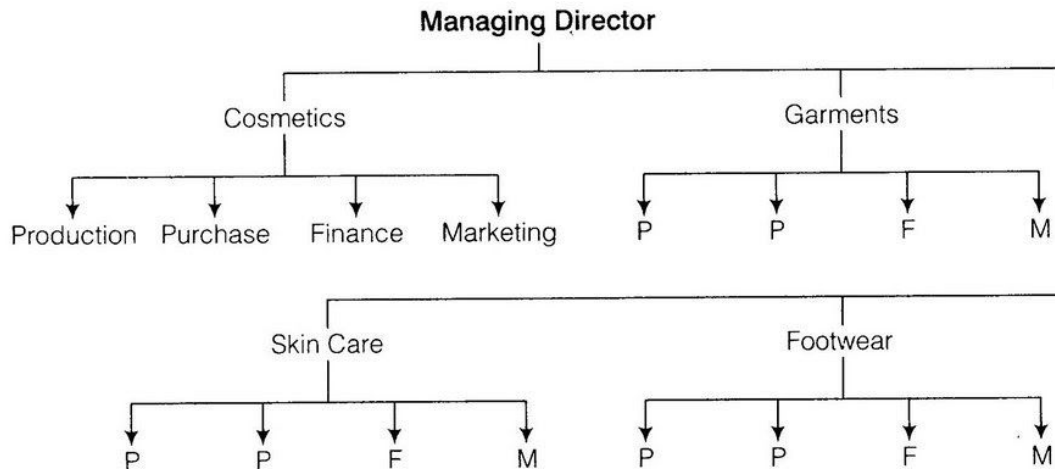 Managing Director
Cosmetics Garments
Production Purchase Finance Marketing P P F M
Skin Care Footwear
P P F M P P F M